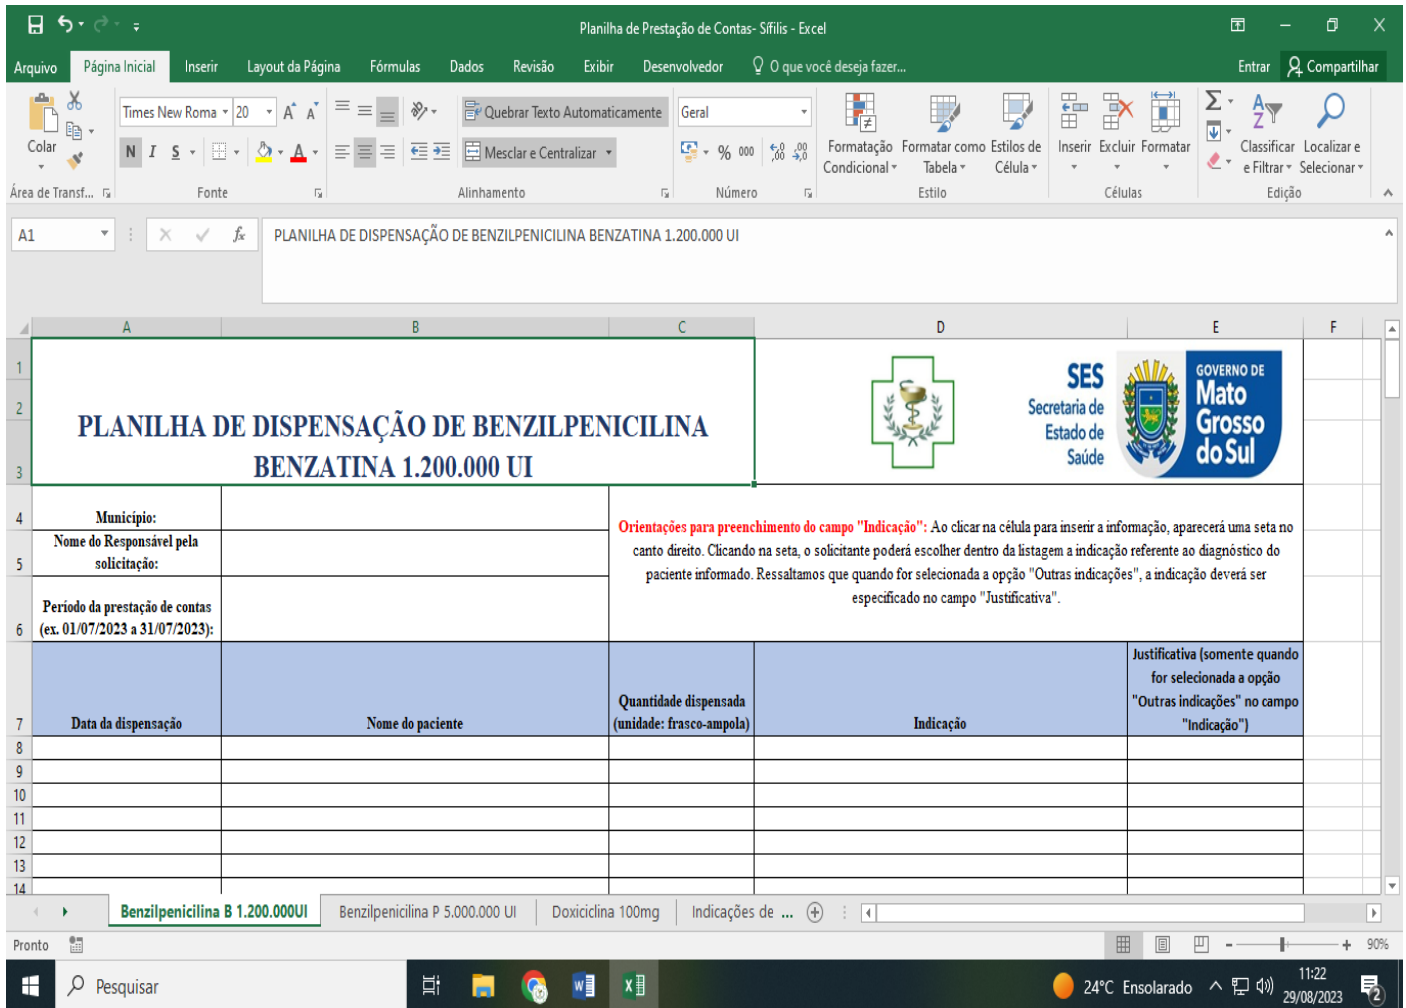 Planilha de Prestação de Contas- Sífilis - Excel
Arquivo Página Inicial Inserir Layout da Página Fórmulas Dados Revisão Exibir Desenvolvedor O que você deseja fazer... Entrar Compartilhar
Colar
Times New Roma 20
Quebrar Texto Automaticamente
Geral
N I S
Mesclar e Centralizar
% 000
Formatação Condicional
Formatar como Tabela
Estilos de Célula
Inserir Excluir Formatar
Classificar e Filtrar
Localizar e Selecionar
Área de Transf... Fonte Alinhamento Número Estilo Células Edição
A1 fx PLANILHA DE DISPENSAÇÃO DE BENZILPENICILINA BENZATINA 1.200.000 UI
A B C D E F
1
2
3
PLANILHA DE DISPENSAÇÃO DE BENZILPENICILINA
BENZATINA 1.200.000 UI
SES
Secretaria de
Estado de
Saúde
GOVERNO DE
Mato
Grosso
do Sul
4 Município:
5 Nome do Responsável pela
solicitação:
6 Período da prestação de contas
(ex. 01/07/2023 a 31/07/2023):
Orientações para preenchimento do campo "Indicação": Ao clicar na célula para inserir a informação, aparecerá uma seta no
canto direito. Clicando na seta, o solicitante poderá escolher dentro da listagem a indicação referente ao diagnóstico do
paciente informado. Ressaltamos que quando for selecionada a opção "Outras indicações", a indicação deverá ser
especificado no campo "Justificativa".
7 Data da dispensação
Nome do paciente
Quantidade dispensada
(unidade: frasco-ampola)
Indicação
Justificativa (somente quando
for selecionada a opção
"Outras indicações" no campo
"Indicação")
8
9
10
11
12
13
14
Benzilpenicilina B 1.200.000UI Benzilpenicilina P 5.000.000 UI Doxiciclina 100mg Indicações de ...
Pronto 90%
Pesquisar 24°C Ensolarado 11:22
29/08/2023
2